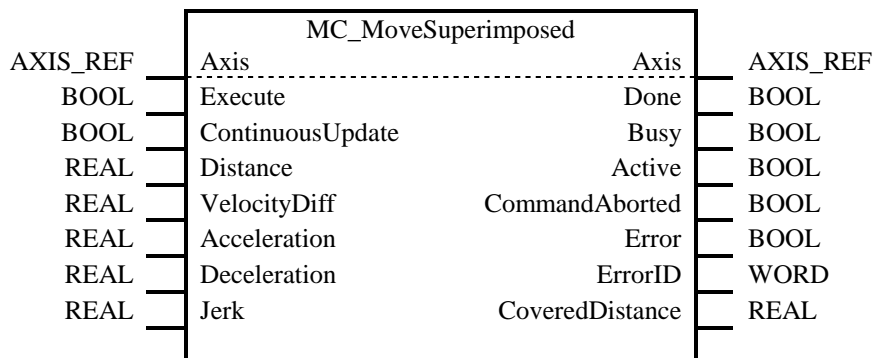 MC_MoveSuperimposed
AXIS_REF Axis Axis AXIS_REF
BOOL Execute Done BOOL
BOOL ContinuousUpdate Busy BOOL
REAL Distance Active BOOL
REAL VelocityDiff CommandAborted BOOL
REAL Acceleration Error BOOL
REAL Deceleration ErrorID WORD
REAL Jerk CoveredDistance REAL